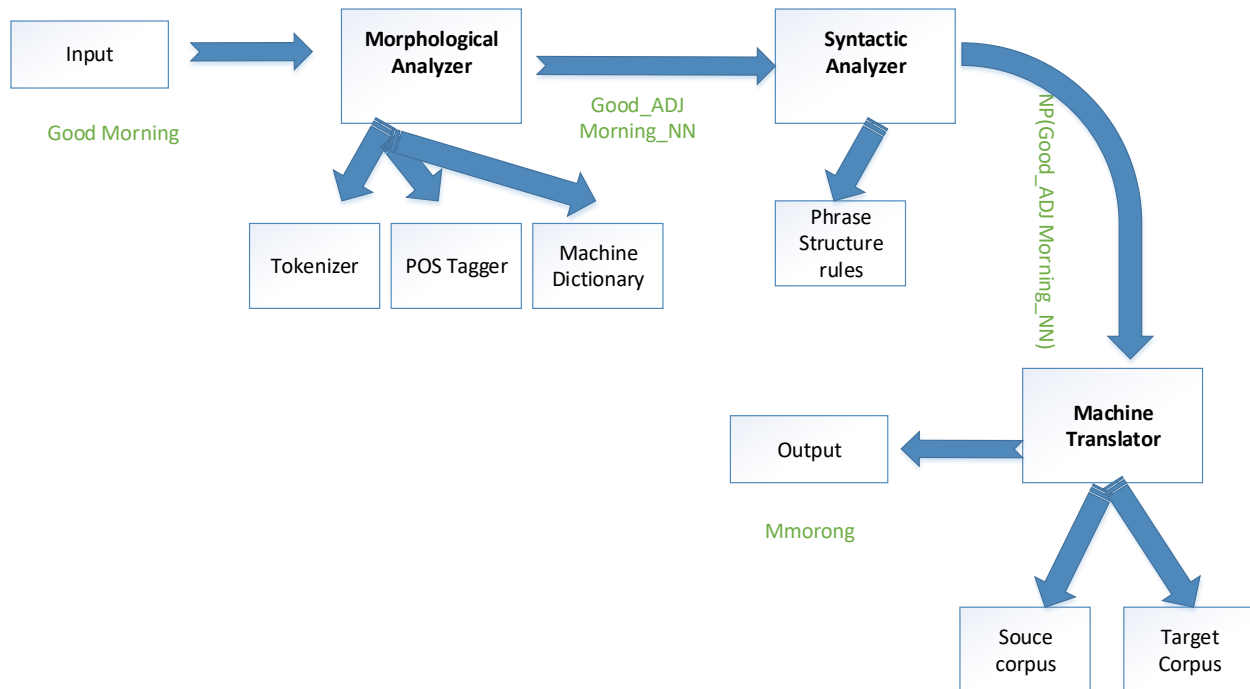 Input
Good Morning
Morphological
Analyzer
Good_ADJ
Morning_NN
Syntactic
Analyzer
NP(Good_ADJ Morning_NN)
Tokenizer
POS Tagger
Machine
Dictionary
Phrase
Structure
rules
Machine
Translator
Output
Mmorong
Souce
corpus
Target
Corpus